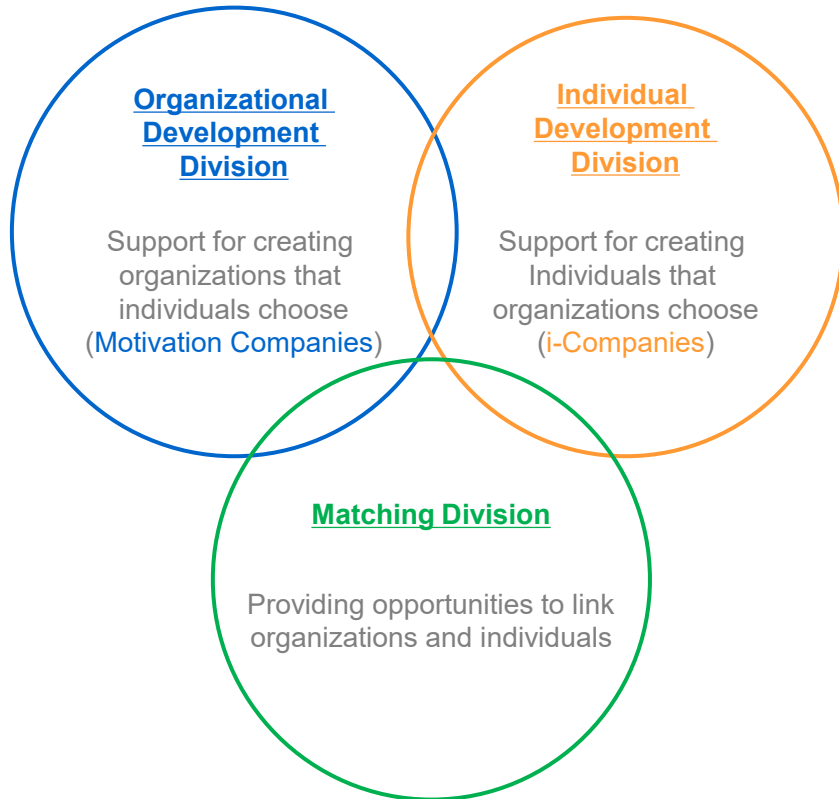 Organizational
Development
Division
Support for creating
organizations that
individuals choose
(Motivation Companies)
Individual
Development
Division
Support for creating
Individuals that
organizations choose
(i-Companies)
Matching Division
Providing opportunities to link
organizations and individuals